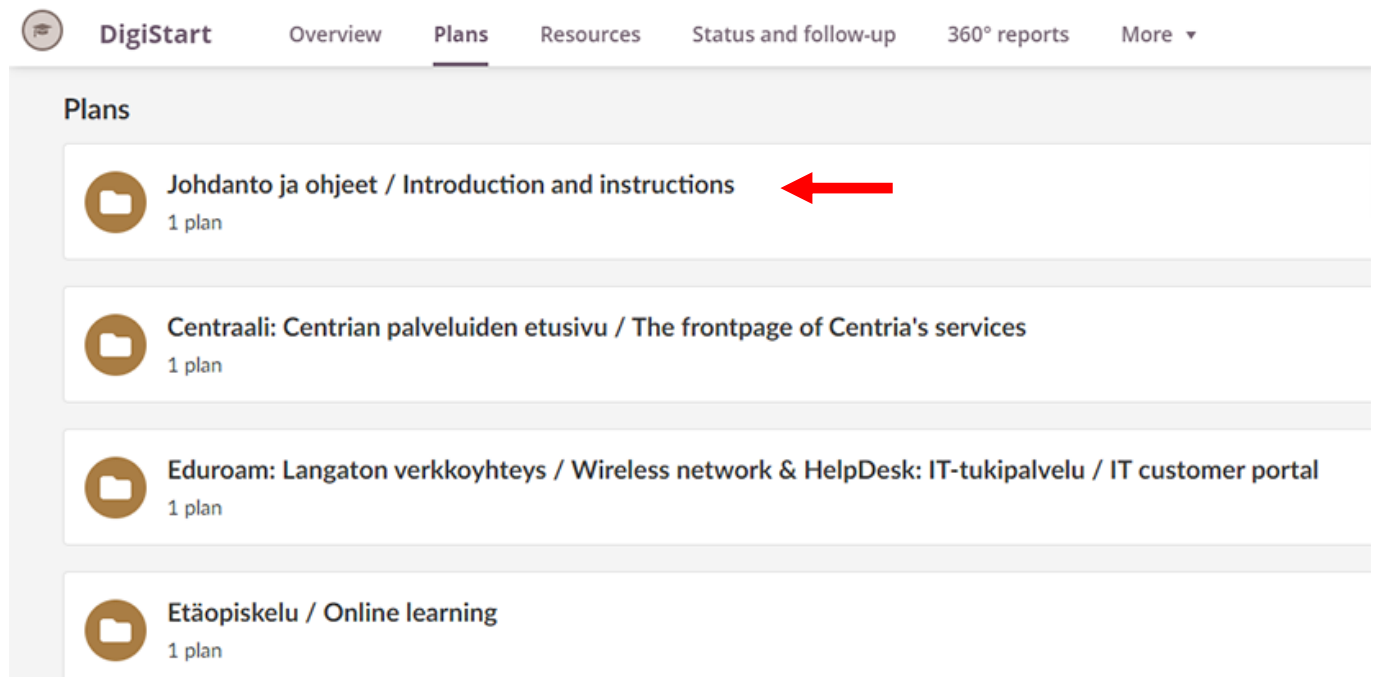 DigiStart Overview Plans Resources Status and follow-up 360° reports More
Plans
Johdanto ja ohjeet / Introduction and instructions
1 plan
Centraali: Centrian palveluiden etusivu / The frontpage of Centria's services
1 plan
Eduroam: Langaton verkkoyhteys / Wireless network & HelpDesk: IT-tukipalvelu / IT customer portal
1 plan
Etäopiskelu / Online learning
1 plan